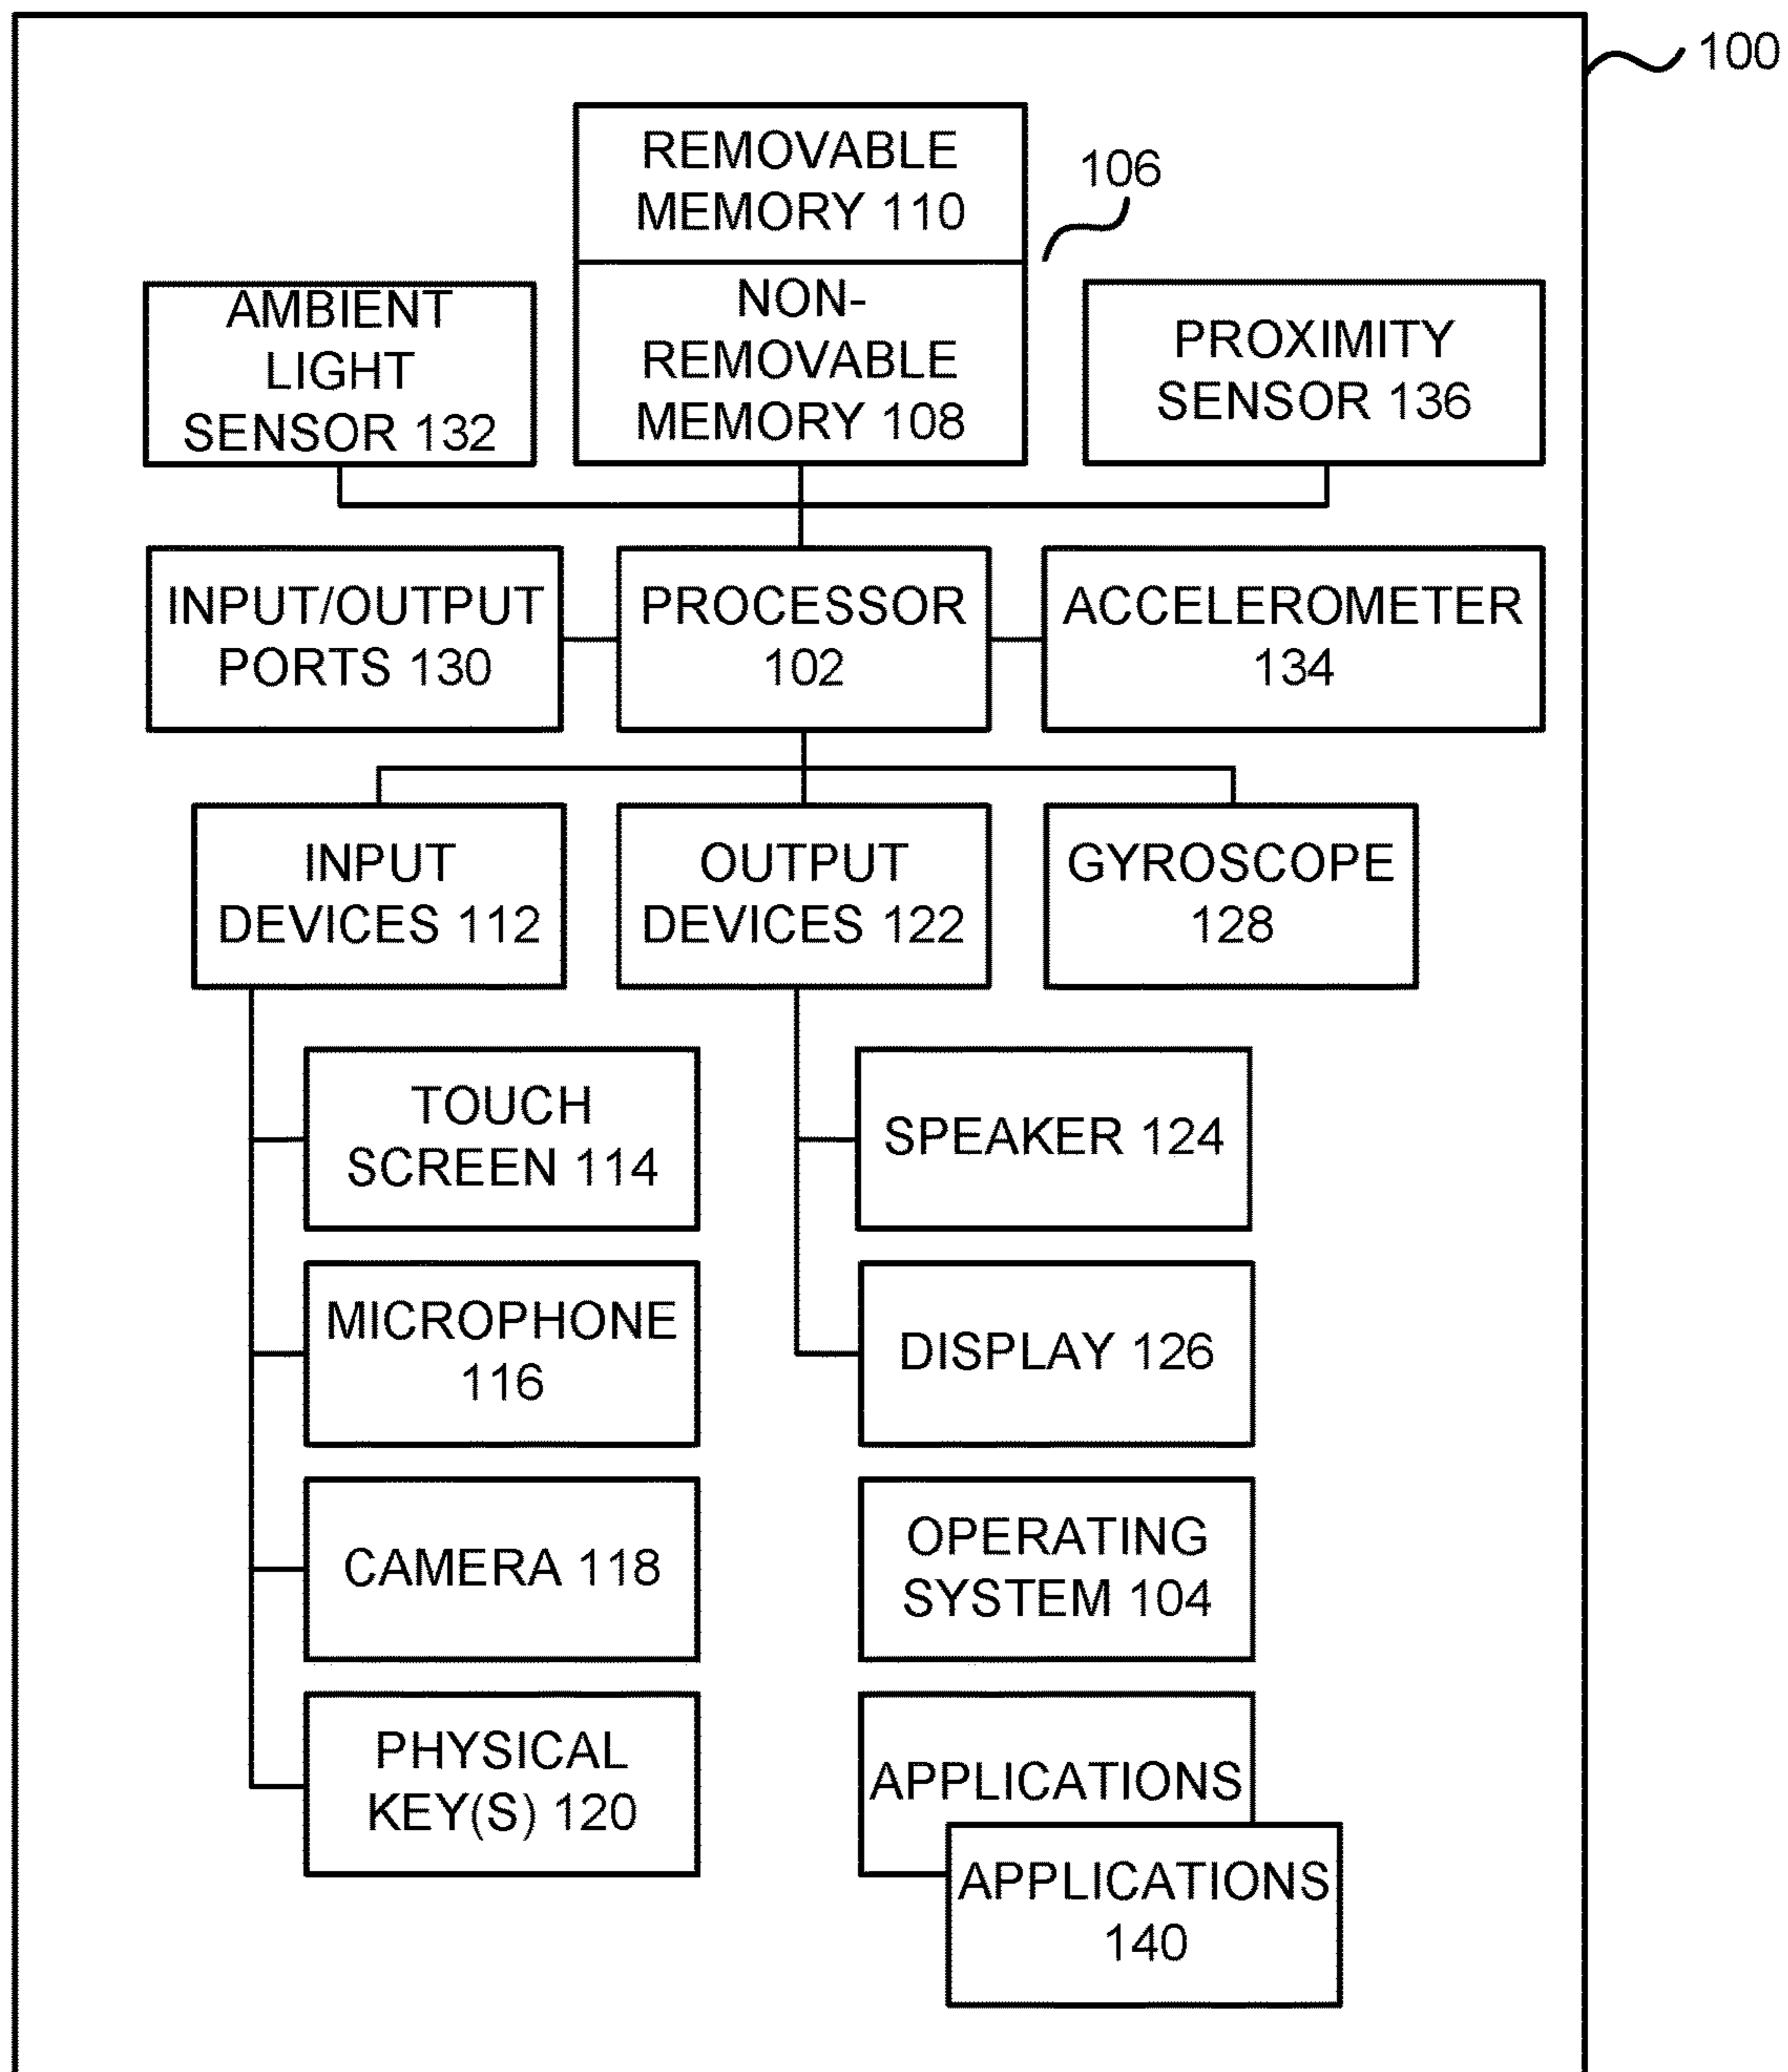 100
REMOVABLE
MEMORY 110
106
AMBIENT
LIGHT
SENSOR 132
NON-
REMOVABLE
MEMORY 108
PROXIMITY
SENSOR 136
INPUT/OUTPUT
PORTS 130
PROCESSOR
102
ACCELEROMETER
134
INPUT
DEVICES 112
OUTPUT
DEVICES 122
GYROSCOPE
128
TOUCH
SCREEN 114
SPEAKER 124
MICROPHONE
116
DISPLAY 126
CAMERA 118
OPERATING
SYSTEM 104
PHYSICAL
KEY(S) 120
APPLICATIONS
APPLICATIONS
140